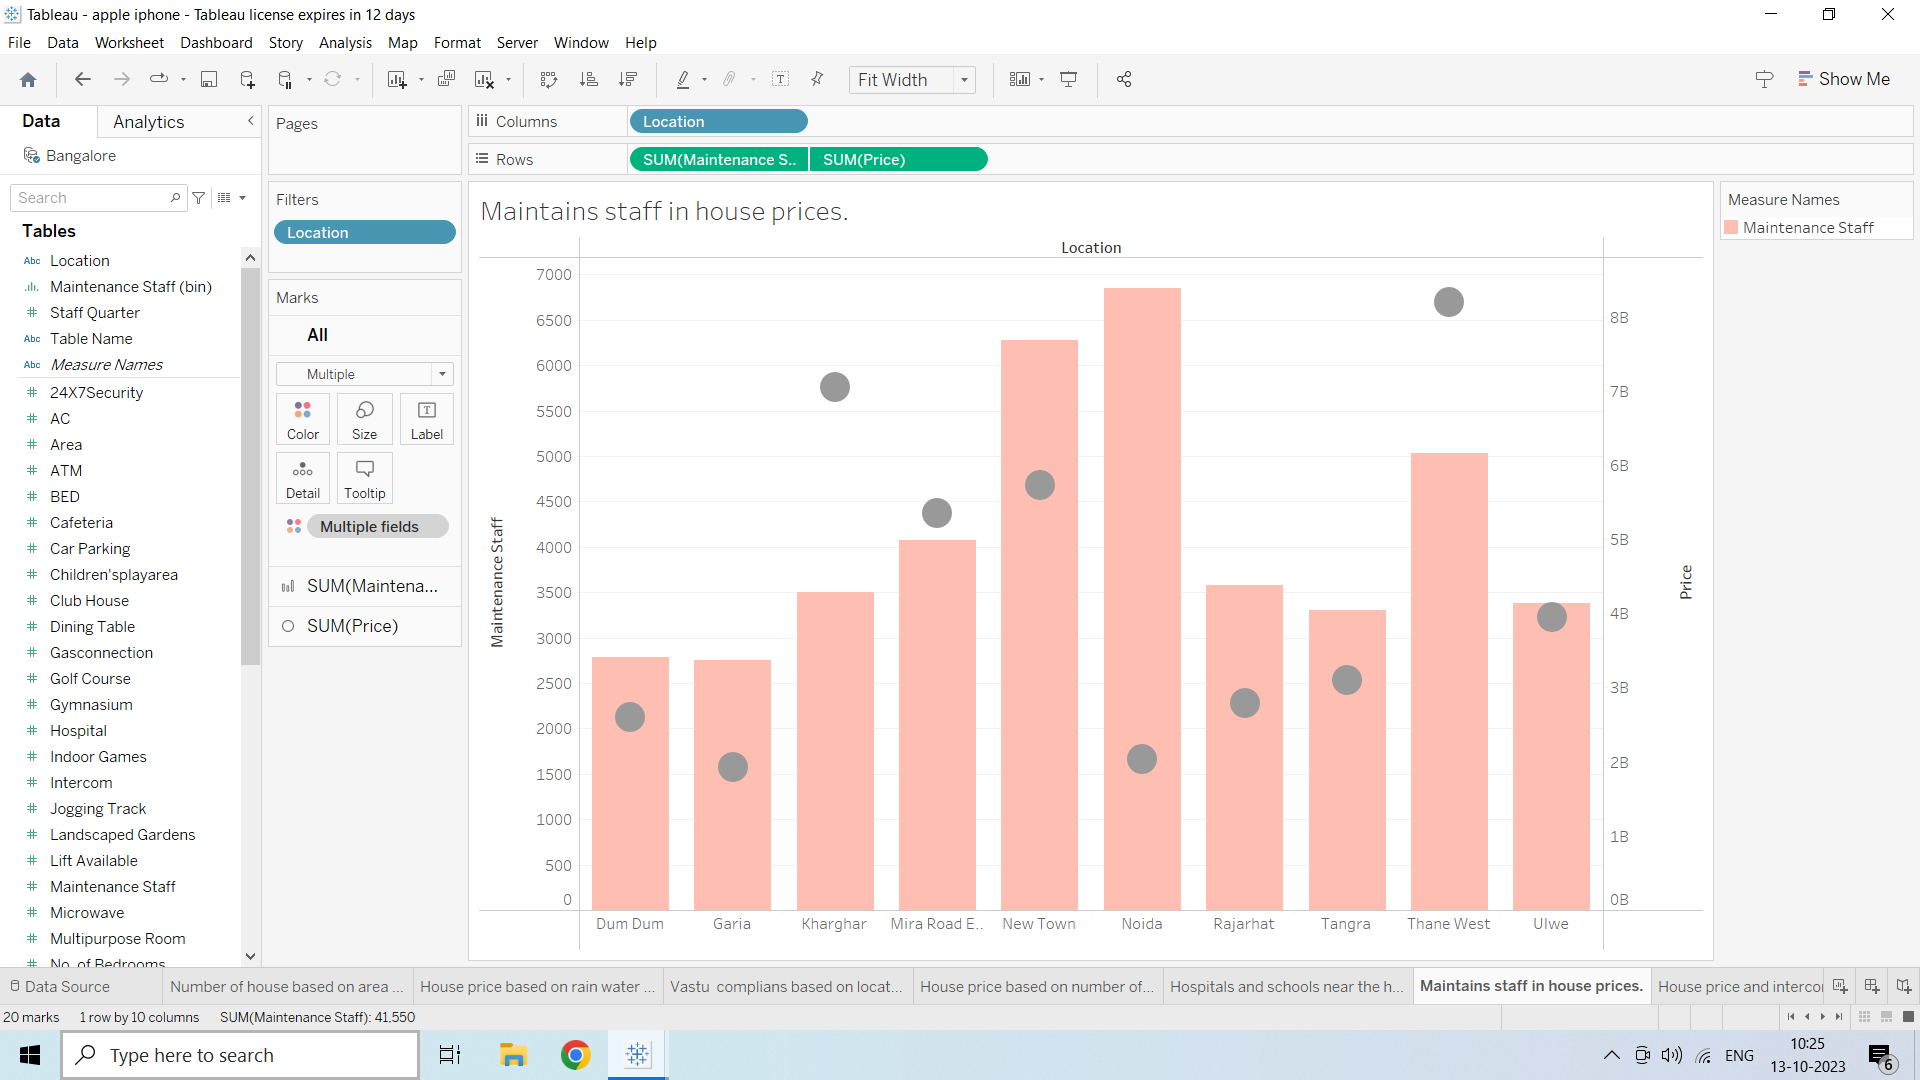 Tableau - apple iphone - Tableau license expires in 12 days
File Data Worksheet Dashboard Story Analysis Map Format Server Window Help
Fit Width
Show Me
Data Analytics
Bangalore
Search
Tables
Abc Location
Maintenance Staff (bin)
# Staff Quarter
Abc Table Name
Abc Measure Names
# 24X7Security
# AC
# Area
# ATM
# BED
# Cafeteria
# Car Parking
# Children'splayarea
# Club House
# Dining Table
# Gasconnection
# Golf Course
# Gymnasium
# Hospital
# Indoor Games
# Intercom
# Jogging Track
# Landscaped Gardens
# Lift Available
# Maintenance Staff
# Microwave
# Multipurpose Room
# No. of Bedrooms
Pages
Filters
Location
Marks
All
Multiple
Color Size Label
Detail Tooltip
Multiple fields
SUM(Maintena...
SUM(Price)
Columns Location
Rows SUM(Maintenance S.. SUM(Price)
Maintains staff in house prices.
Location
Maintenance Staff
7000
6500
6000
5500
5000
4500
4000
3500
3000
2500
2000
1500
1000
500
0
8B
7B
6B
5B
4B
3B
2B
1B
0B
Price
Dum Dum Garia Kharghar Mira Road E.. New Town Noida Rajarhat Tangra Thane West Ulwe
Measure Names
Maintenance Staff
Data Source Number of house based on area ... House price based on rain water ... Vastu complians based on locat... House price based on number of... Hospitals and schools near the h... Maintains staff in house prices. House price and interco
20 marks 1 row by 10 columns SUM(Maintenance Staff): 41,550
Type here to search
ENG
10:25
13-10-2023
6